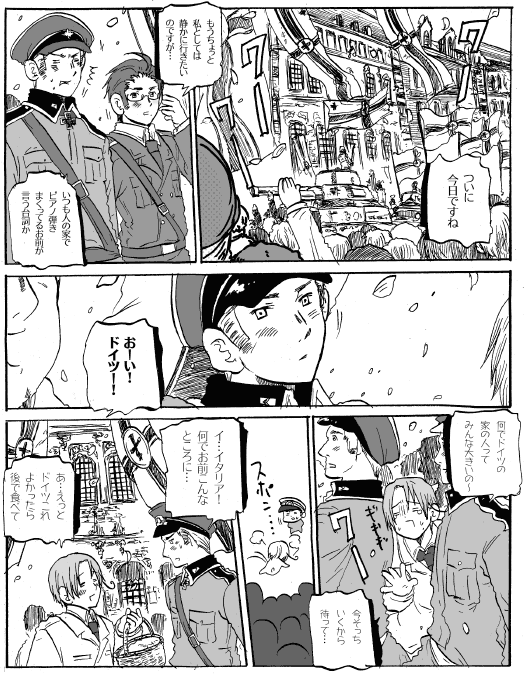 ついに
今日ですね
ワー
ワー
もうちょっと
私としては
静かに行きたい
のですが…
いつも人の家で
ピアノ弾き
まくってるお前が
言う台詞か
おーい!
ドイツー!
何でドイツの
家の人って
みんな大きいの!
ぎぎぎ
ワー
今そっち
いくから
待って…
スポン…
イ・イタリアー
何でお前こんな
ところに…
あ…えっと
ドイツこれ
よかったら
後で食べて